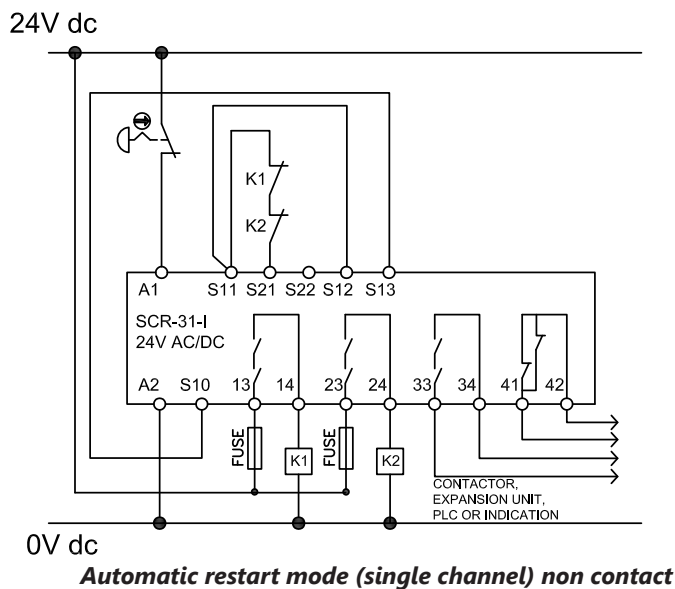 24V dc
K1
K2
A1 S11 S21 S22 S12 S13
SCR-31-I
24V AC/DC
A2 S10 13 14 23 24 33 34 41 42
FUSE K1 FUSE K2
CONTACTOR,
EXPANSION UNIT,
PLC OR INDICATION
0V dc
Automatic restart mode (single channel) non contact